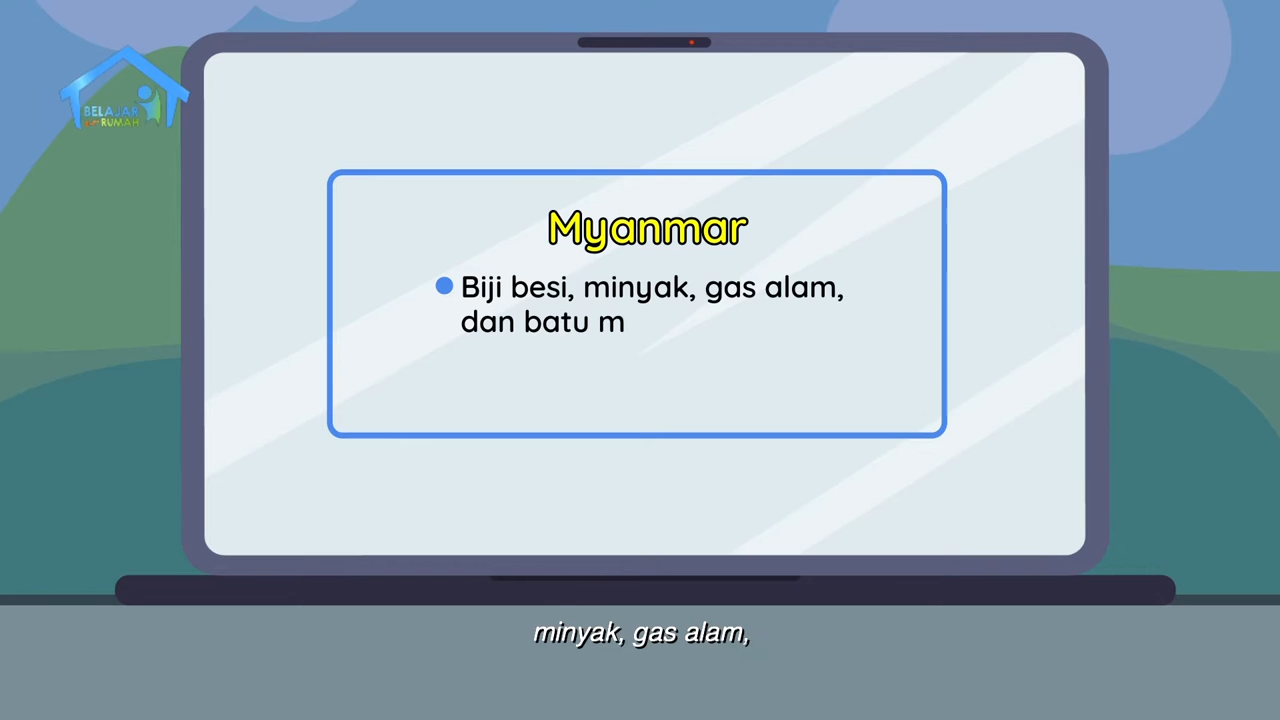 BELAJAR
RUMAH
Myanmar
Biji besi, minyak, gas alam,
dan batu m
minyak, gas alam,